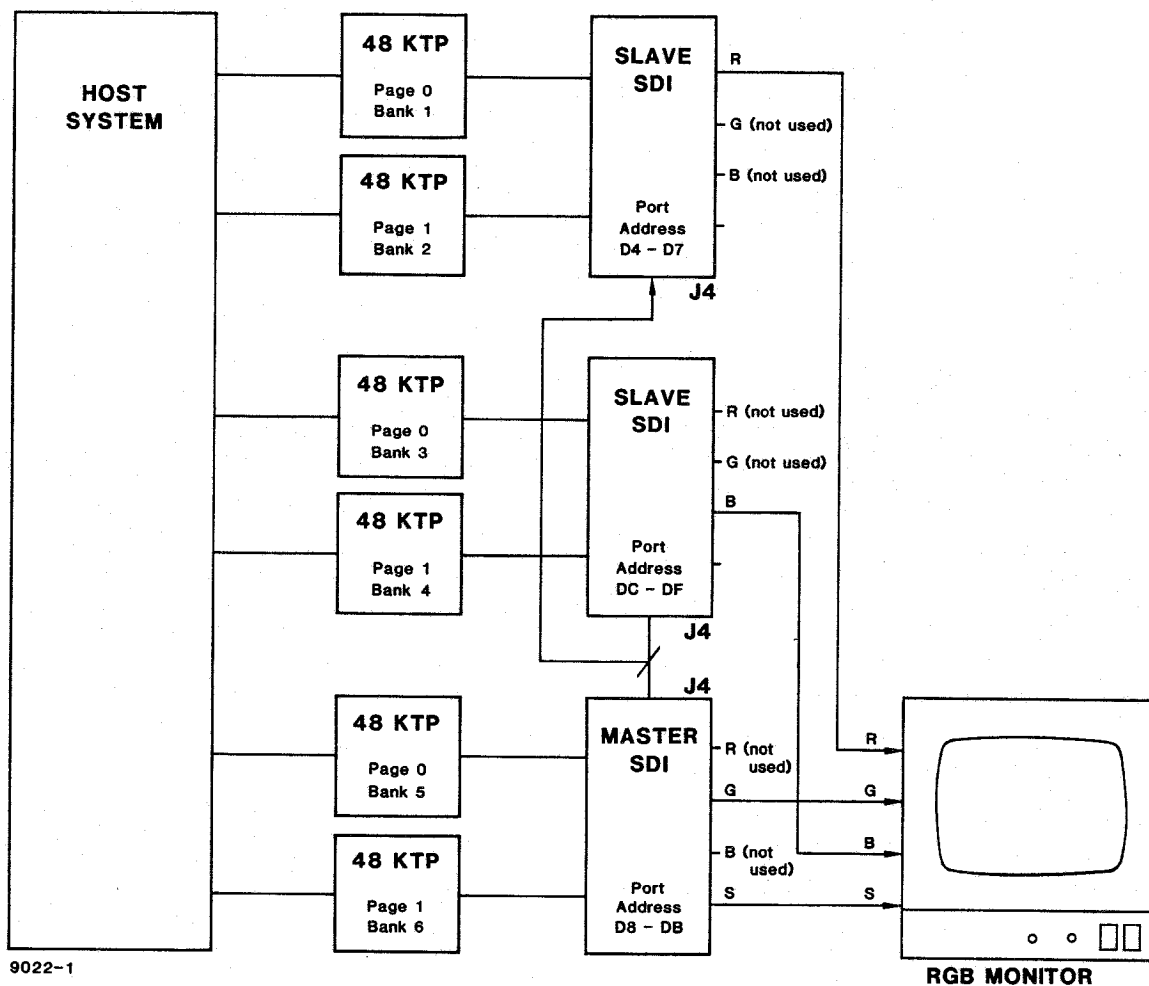 HOST
SYSTEM
48 KTP
Page 0
Bank 1
48 KTP
Page 1
Bank 2
SLAVE
SDI
Port
Address
D4 - D7
J4
R
G (not used)
B (not used)
48 KTP
Page 0
Bank 3
48 KTP
Page 1
Bank 4
SLAVE
SDI
Port
Address
DC - DF
J4
R (not used)
G (not used)
B
48 KTP
Page 0
Bank 5
48 KTP
Page 1
Bank 6
J4
MASTER
SDI
Port
Address
D8 - DB
R (not
used)
G
B (not
used)
S
R
G
B
S
RGB MONITOR
9022-1